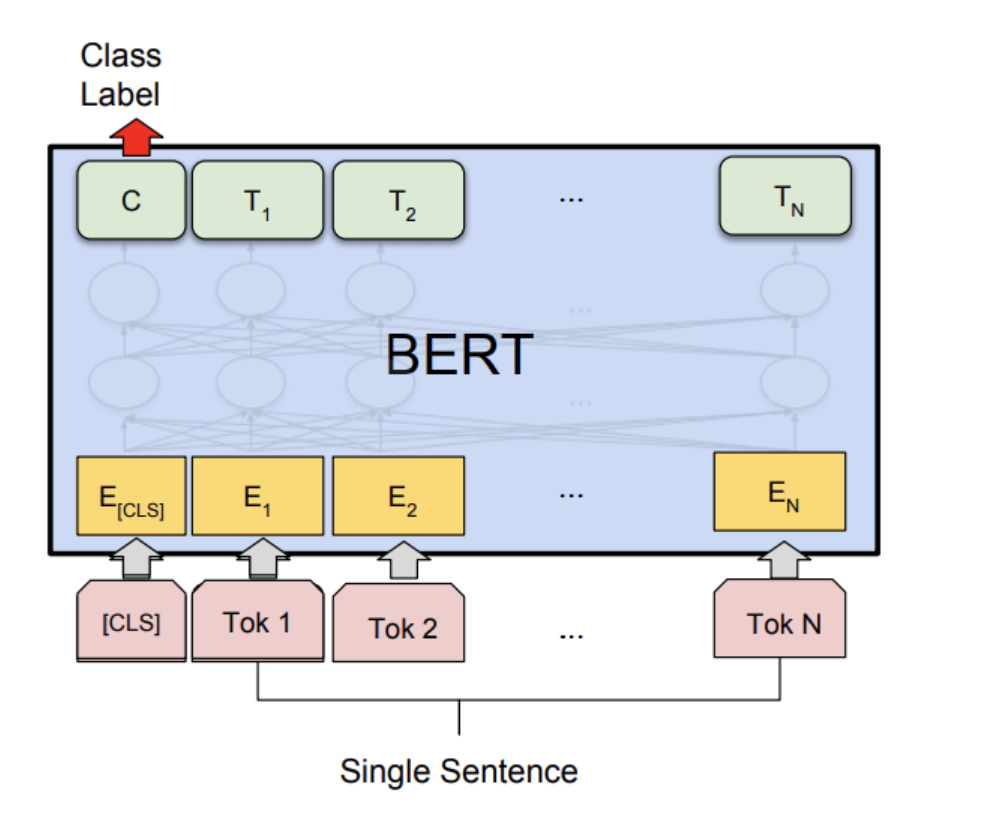 Class
Label
C T1 T2 ... TN
... 
BERT
...
E[CLS] E1 E2 ... EN
[CLS] Tok 1 Tok 2 ... Tok N
Single Sentence